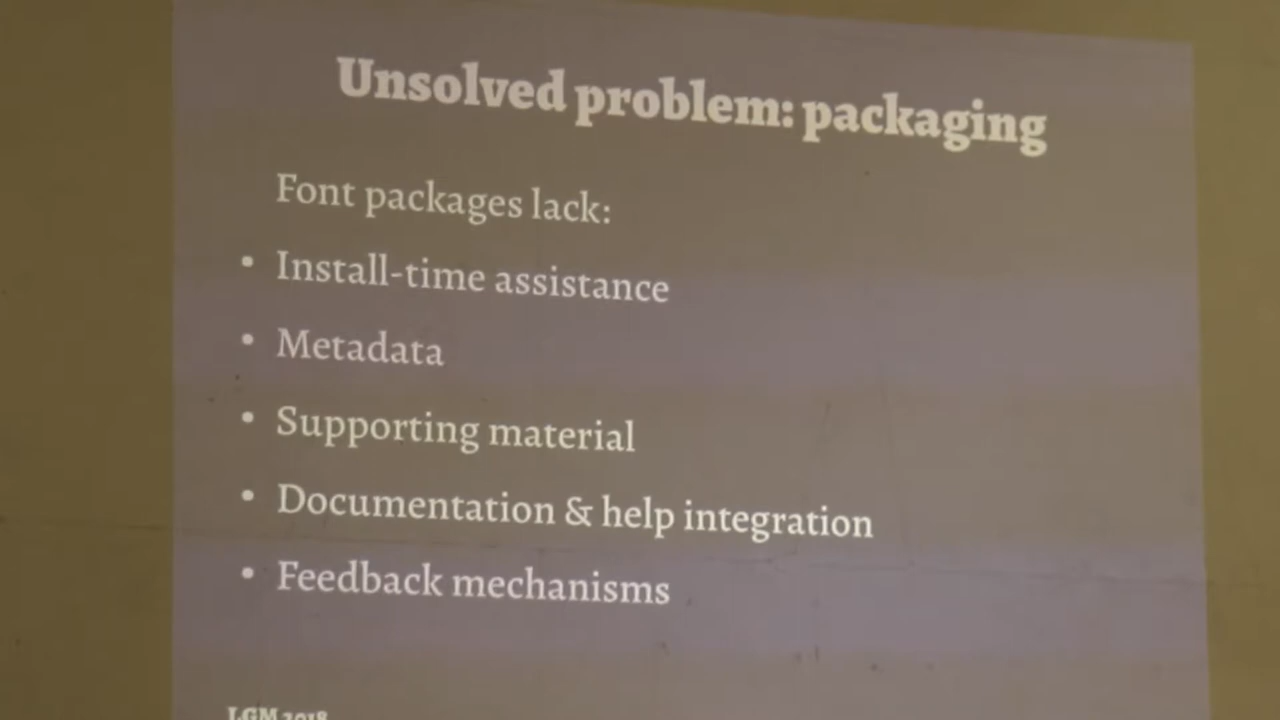 Unsolved problem: packaging
Font packages lack:
• Install-time assistance
• Metadata
• Supporting material
• Documentation & help integration
• Feedback mechanisms
LGM 2018